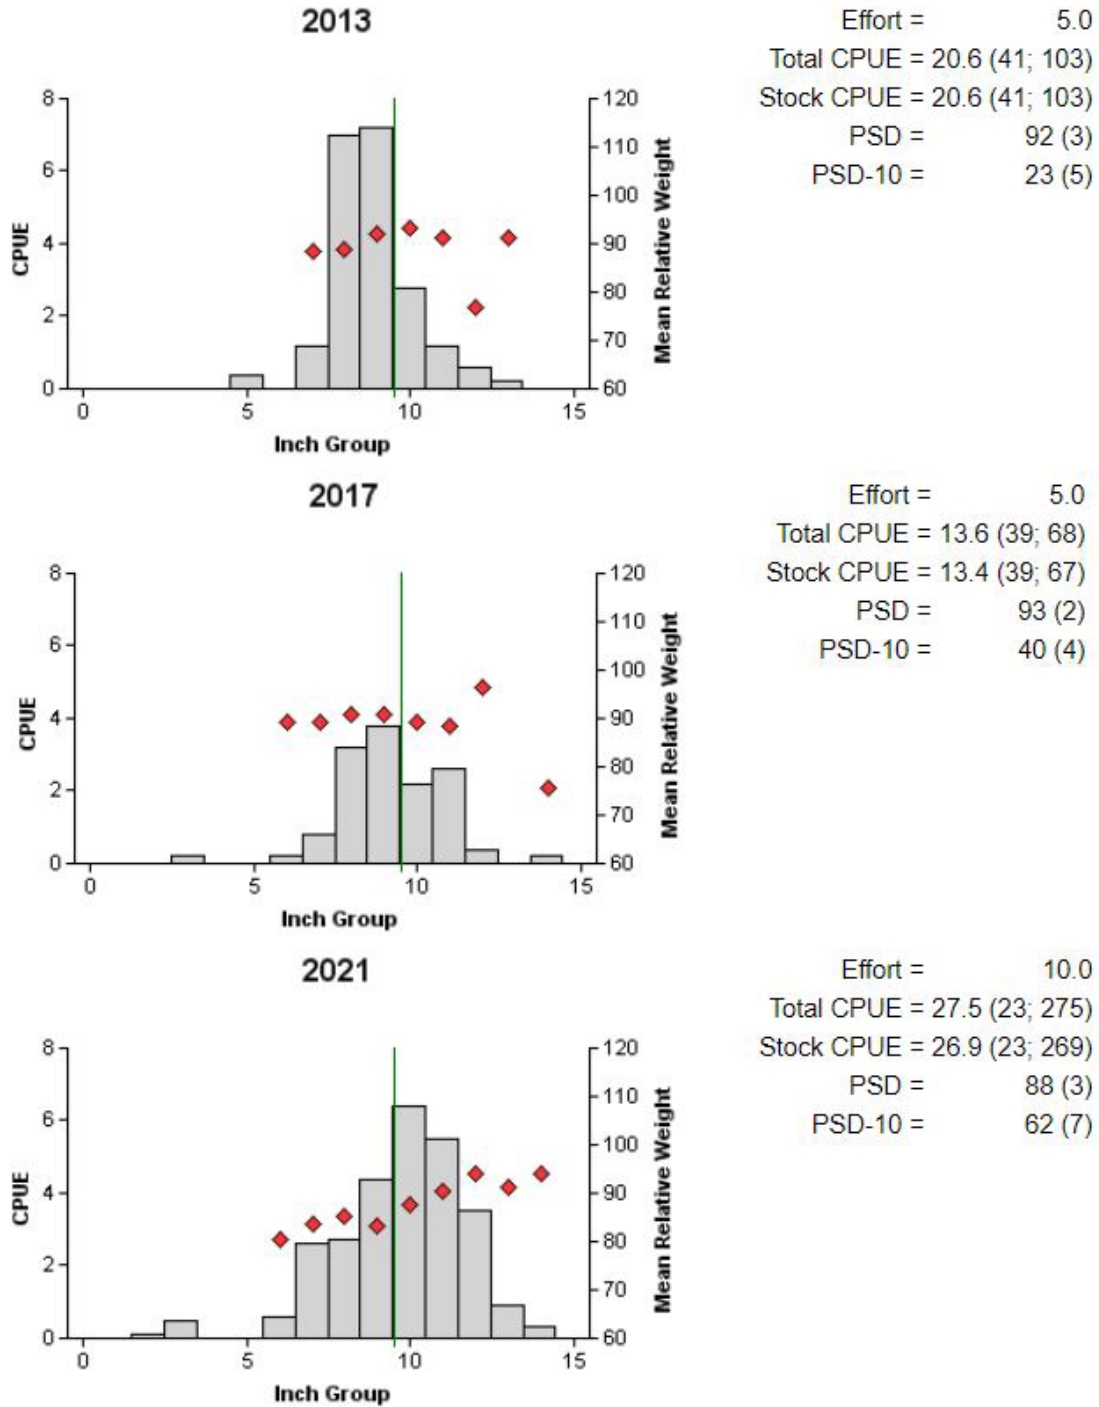 2013
Effort = 5.0
Total CPUE = 20.6 (41; 103)
Stock CPUE = 20.6 (41; 103)
PSD = 92 (3)
PSD-10 = 23 (5)
8 120
110
6
100
CPUE
4 90
Mean Relative Weight
80
2
70
0 60
0 5 10 15
Inch Group
2017
Effort = 5.0
Total CPUE = 13.6 (39; 68)
Stock CPUE = 13.4 (39; 67)
PSD = 93 (2)
PSD-10 = 40 (4)
8 120
110
6
100
CPUE
4 90
Mean Relative Weight
80
2
70
0 60
0 5 10 15
Inch Group
2021
Effort = 10.0
Total CPUE = 27.5 (23; 275)
Stock CPUE = 26.9 (23; 269)
PSD = 88 (3)
PSD-10 = 62 (7)
8 120
110
6
100
CPUE
4 90
Mean Relative Weight
80
2
70
0 60
0 5 10 15
Inch Group